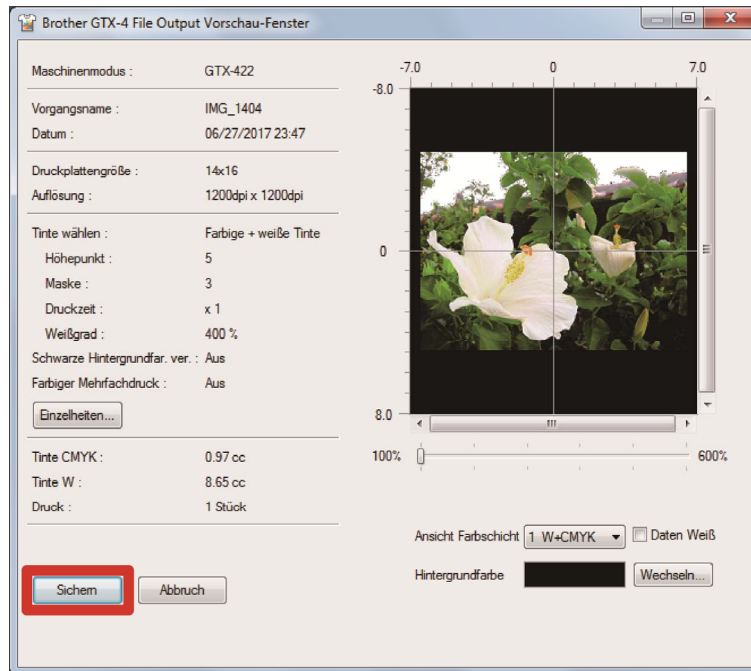 Brother GTX-4 File Output Vorschau-Fenster
Maschinenmodus : GTX-422
Vorgangsname : IMG_1404
Datum : 06/27/2017 23:47
Druckplattengröße : 14x16
Auflösung : 1200dpi x 1200dpi
Tinte wählen : Farbige + weiße Tinte
Höhepunkt : 5
Maske : 3
Druckzeit : x 1
Weißgrad : 400 %
Schwarze Hintergrundfar. ver. : Aus
Farbiger Mehrfachdruck : Aus
Einzelheiten...
Tinte CMYK : 0.97 cc
Tinte W : 8.65 cc
Druck : 1 Stück
Sichern Abbruch
-7.0 0 7.0
-8.0
0
8.0
100% 600%
Ansicht Farbschicht 1 W+CMYK Daten Weiß
Hintergrundfarbe Wechseln...